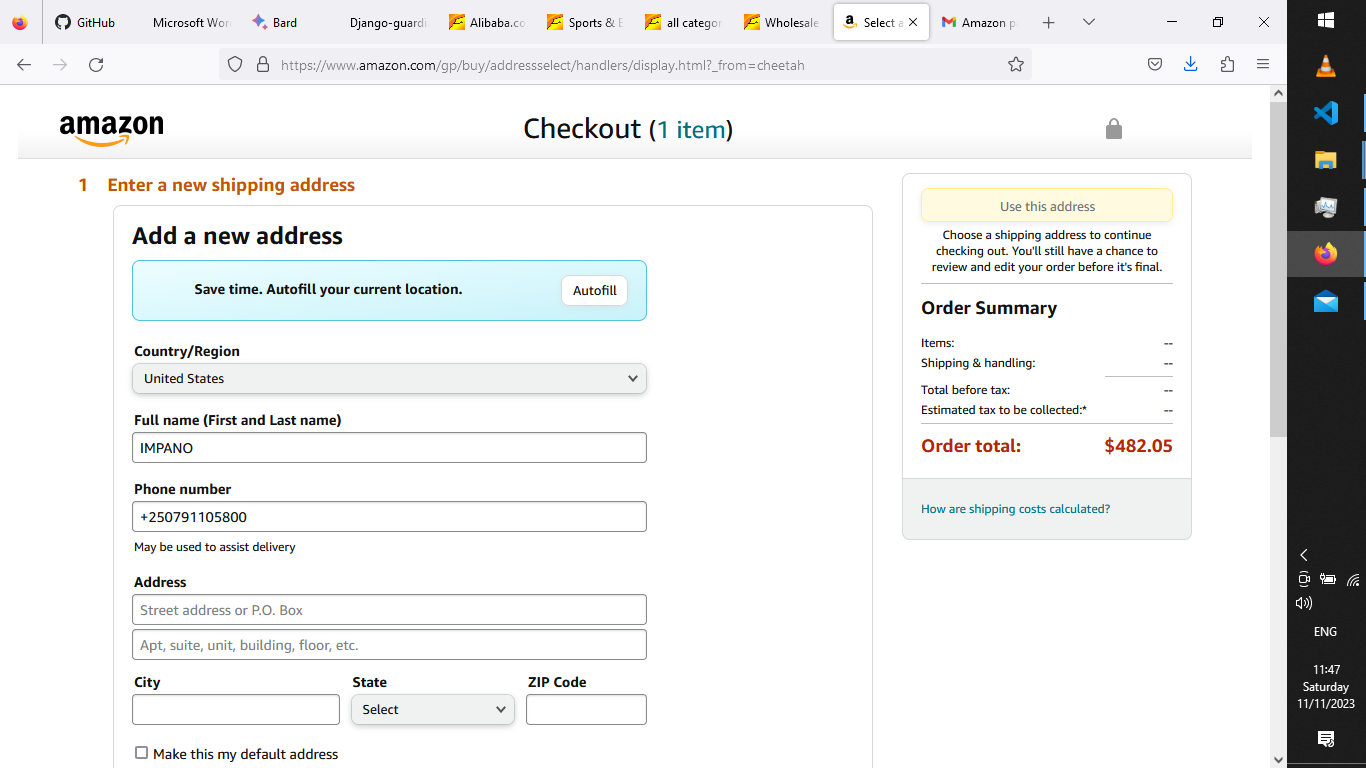 GitHub
Microsoft Wor
Bard
Django-guardi
Alibaba.co
Sports & E
all categor
Wholesale
Select a
Amazon p
https://www.amazon.com/gp/buy/addressselect/handlers/display.html?_from=cheetah
amazon
Checkout (1 item)
1 Enter a new shipping address
Add a new address
Save time. Autofill your current location.
Autofill
Country/Region
United States
Full name (First and Last name)
IMPANO
Phone number
+250791105800
May be used to assist delivery
Address
Street address or P.O. Box
Apt, suite, unit, building, floor, etc.
City State ZIP Code
Select
Make this my default address
Use this address
Choose a shipping address to continue
checking out. You'll still have a chance to
review and edit your order before it's final.
Order Summary
Items: --
Shipping & handling: --
Total before tax: --
Estimated tax to be collected:* --
Order total: $482.05
How are shipping costs calculated?
ENG
11:47
Saturday
11/11/2023